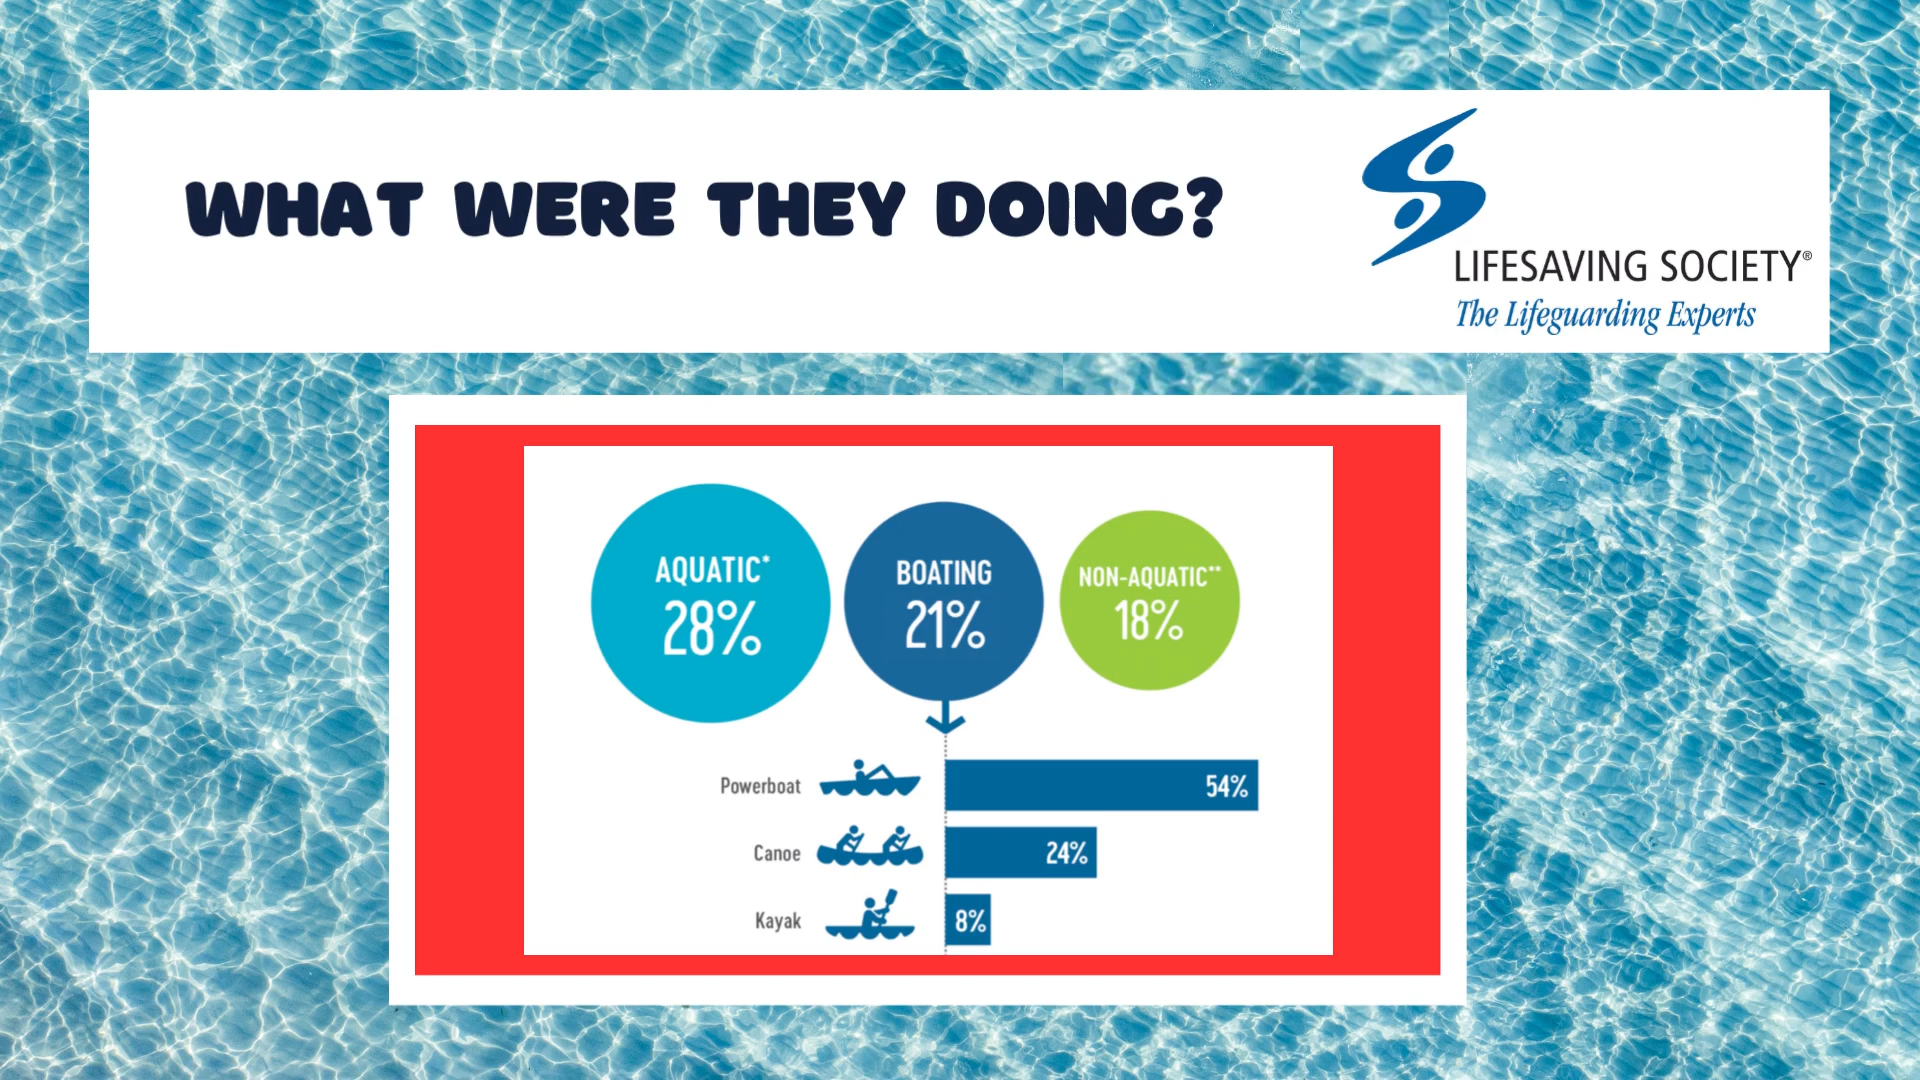 WHAT WERE THEY DOING?
LIFESAVING SOCIETY®
The Lifeguarding Experts
AQUATIC*
28%
BOATING
21%
NON-AQUATIC**
18%
Powerboat 54%
Canoe 24%
Kayak 8%